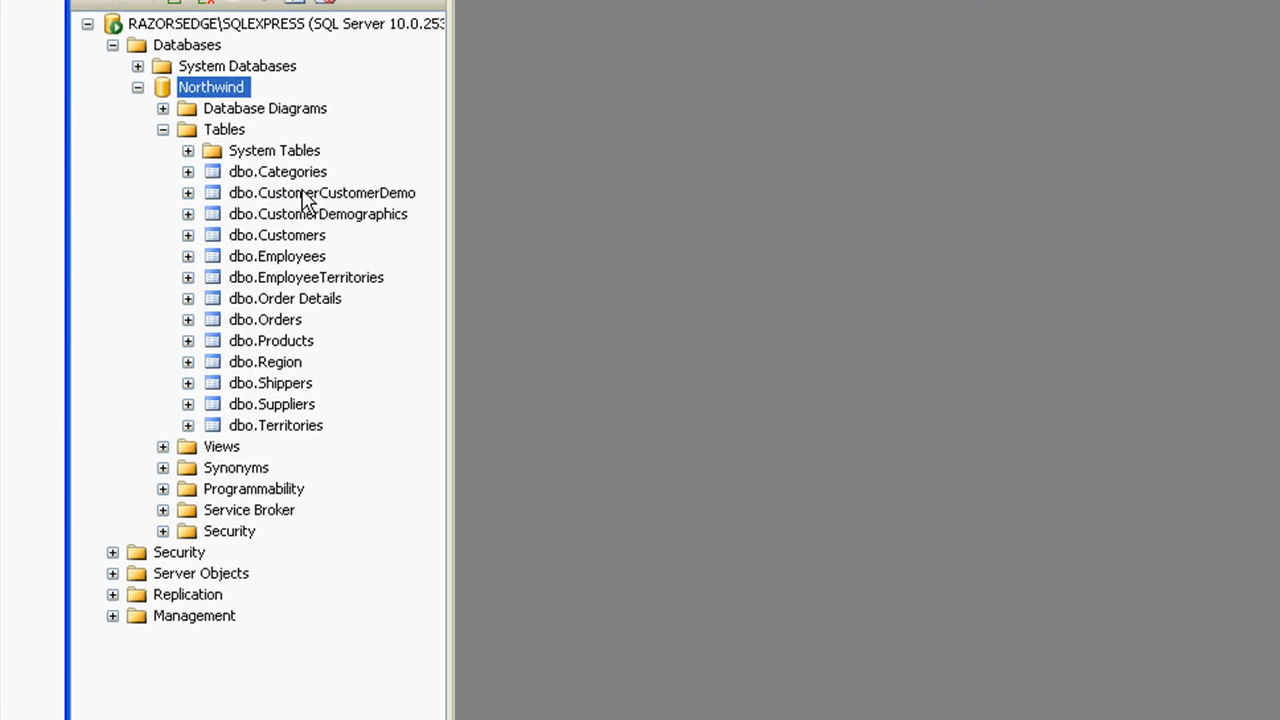 RAZORSEDGE\SQLEXPRESS (SQL Server 10.0.253
Databases
System Databases
Northwind
Database Diagrams
Tables
System Tables
dbo.Categories
dbo.CustomerCustomerDemo
dbo.CustomerDemographics
dbo.Customers
dbo.Employees
dbo.EmployeeTerritories
dbo.Order Details
dbo.Orders
dbo.Products
dbo.Region
dbo.Shippers
dbo.Suppliers
dbo.Territories
Views
Synonyms
Programmability
Service Broker
Security
Security
Server Objects
Replication
Management